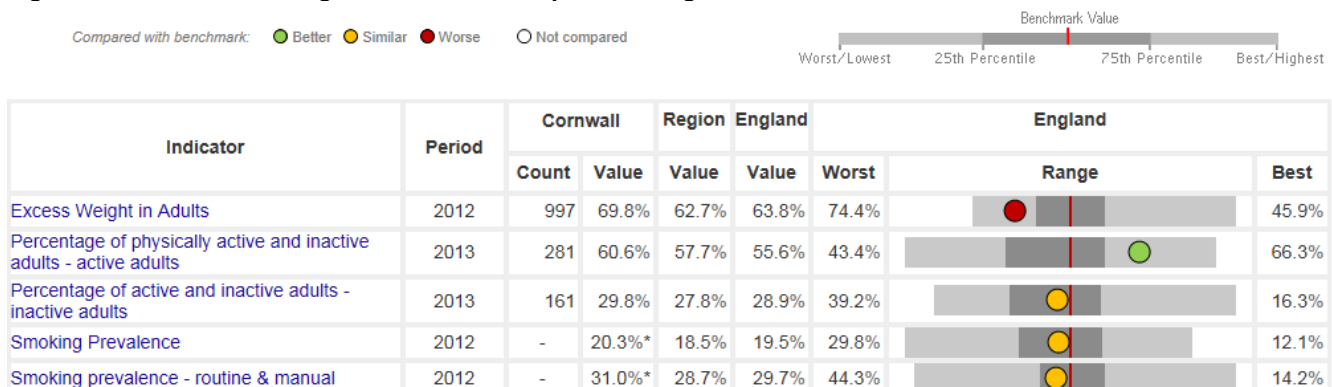 Benchmark Value
Compared with benchmark: Better Similar Worse Not compared
Worst/Lowest 25th Percentile 75th Percentile Best/Highest
Indicator Period Cornwall Region England England
Count Value Value Value Worst Range Best
Excess Weight in Adults 2012 997 69.8% 62.7% 63.8% 74.4% 45.9%
Percentage of physically active and inactive
adults - active adults 2013 281 60.6% 57.7% 55.6% 43.4% 66.3%
Percentage of active and inactive adults -
inactive adults 2013 161 29.8% 27.8% 28.9% 39.2% 16.3%
Smoking Prevalence 2012 - 20.3%* 18.5% 19.5% 29.8% 12.1%
Smoking prevalence - routine & manual 2012 - 31.0%* 28.7% 29.7% 44.3% 14.2%